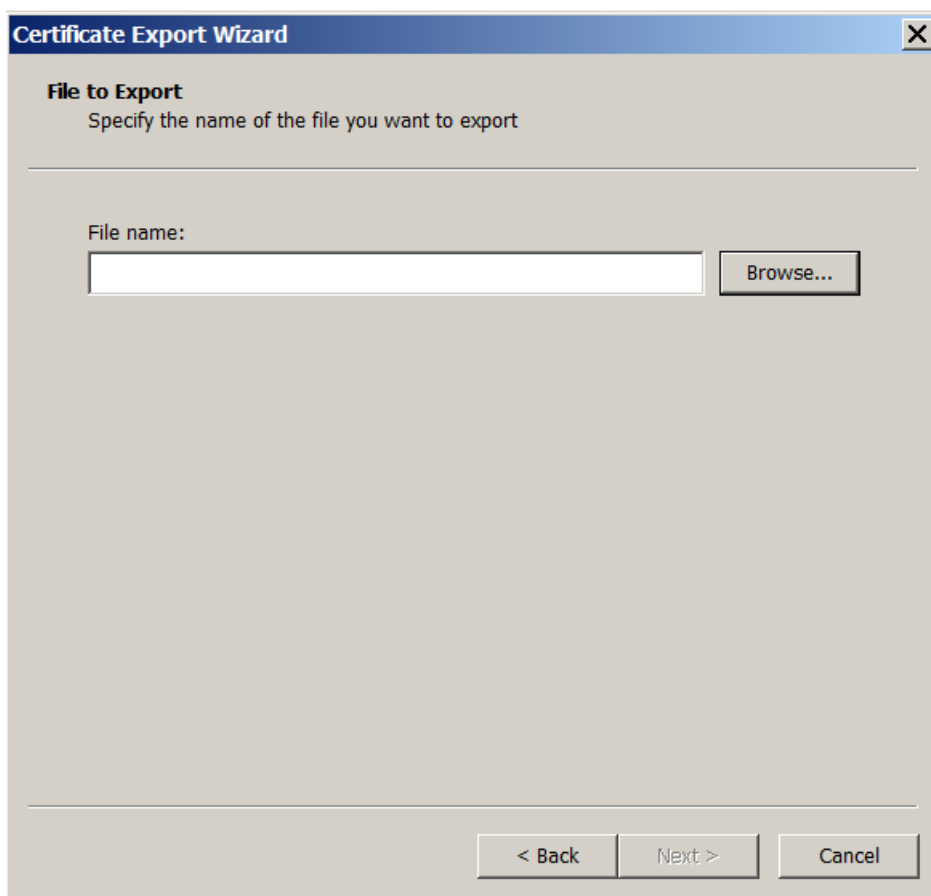 Certificate Export Wizard
File to Export
Specify the name of the file you want to export
File name:
Browse...
< Back
Next >
Cancel